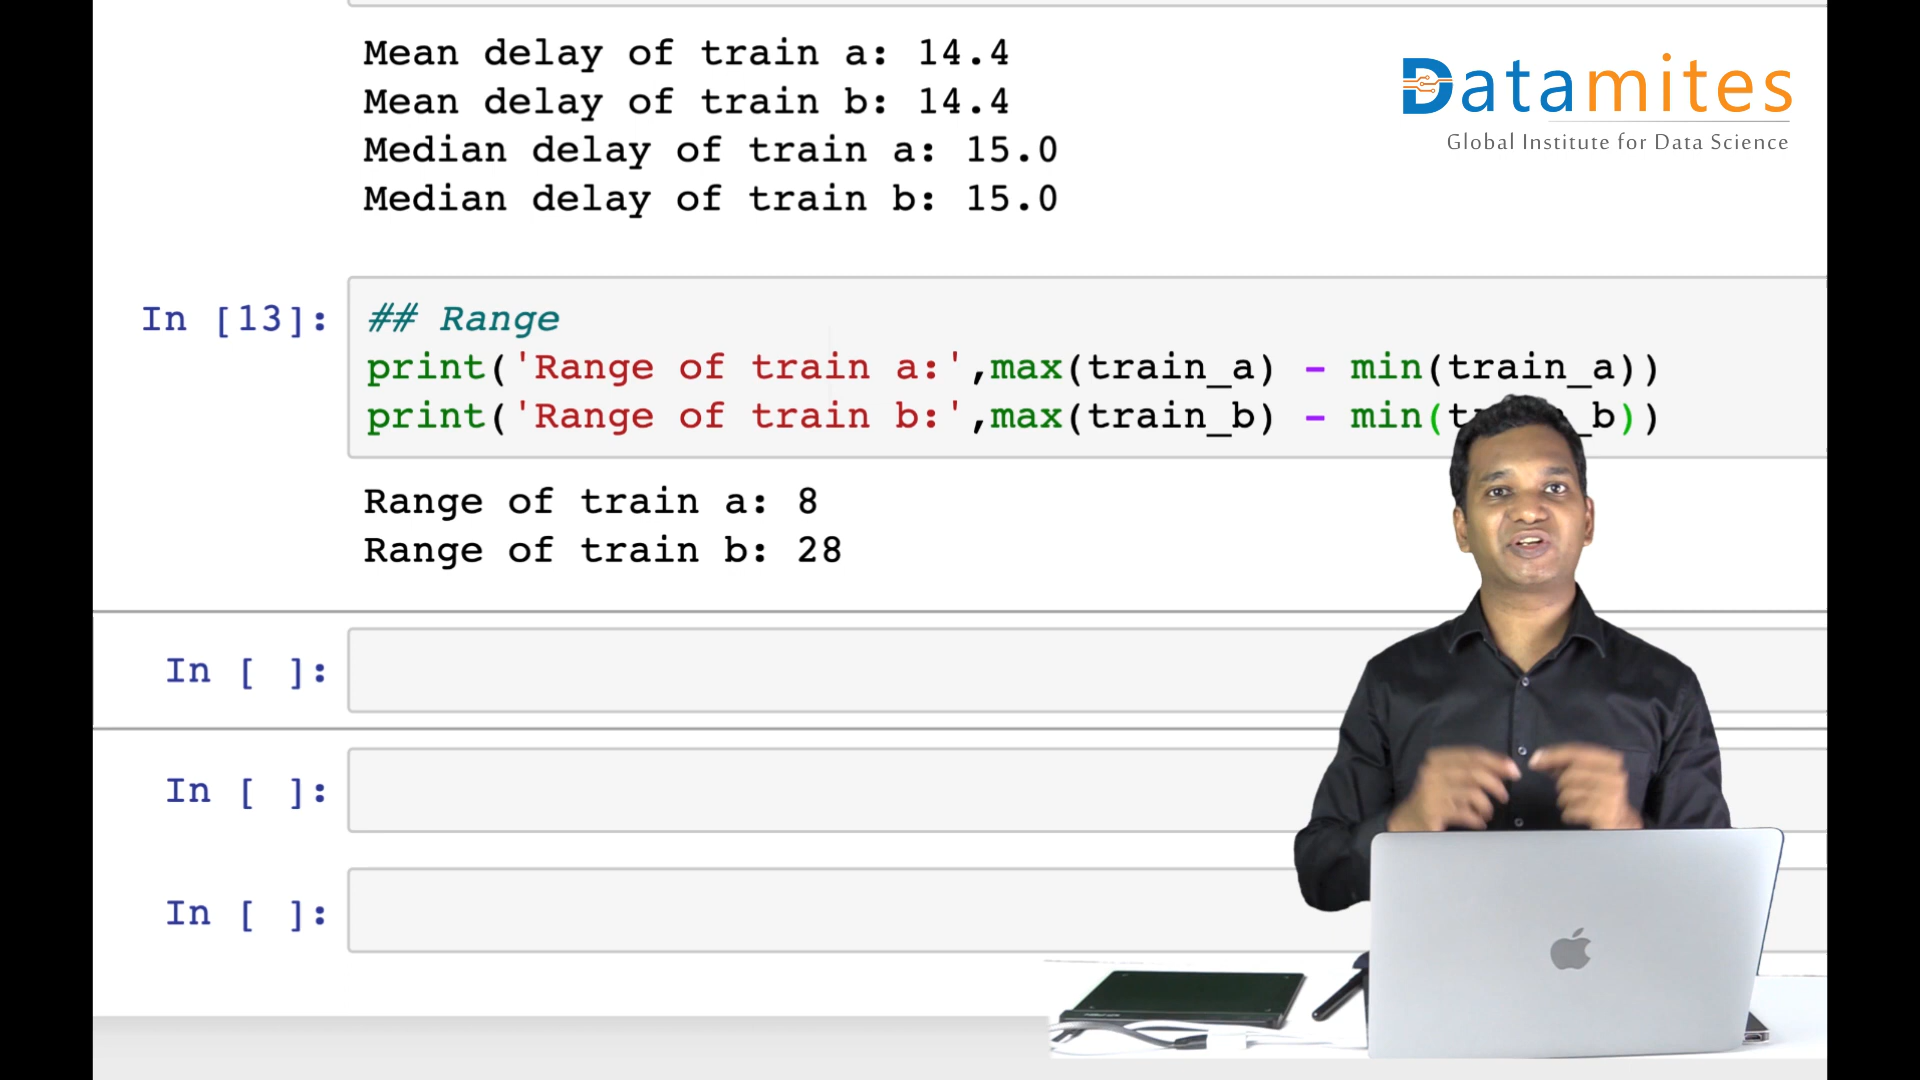 Mean delay of train a: 14.4
Mean delay of train b: 14.4
Median delay of train a: 15.0
Median delay of train b: 15.0
Datamites
Global Institute for Data Science
In [13]:
## Range
print('Range of train a:',max(train_a) - min(train_a))
print('Range of train b:',max(train_b) - min(t _b))
Range of train a: 8
Range of train b: 28
In [ ]:
In [ ]:
In [ ]: